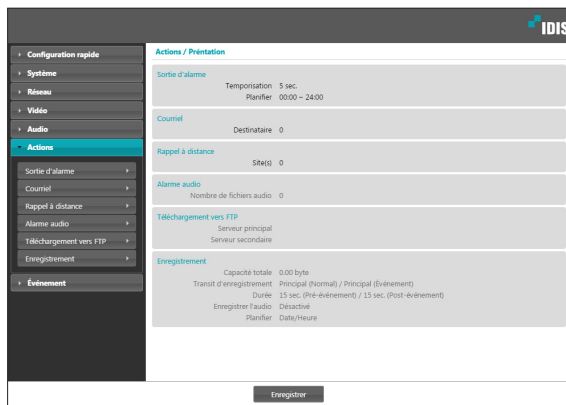 IDIS
Configuration rapide
Système
Réseau
Vidéo
Audio
Actions
Sortie d'alarme
Courriel
Rappel à distance
Alarme audio
Téléchargement vers FTP
Enregistrement
Événement
Actions / Préntation
Sortie d'alarme
Temporisation 5 sec.
Planifier 00:00 ~ 24:00
Courriel
Destinataire 0
Rappel à distance
Site(s) 0
Alarme audio
Nombre de fichiers audio 0
Téléchargement vers FTP
Serveur principal
Serveur secondaire
Enregistrement
Capacité totale 0.00 byte
Transit d'enregistrement Principal (Normal) / Principal (Événement)
Durée 15 sec. (Pré-événement) / 15 sec. (Post-événement)
Enregistrer l'audio Désactivé
Planifier Date/Heure
Enregistrer